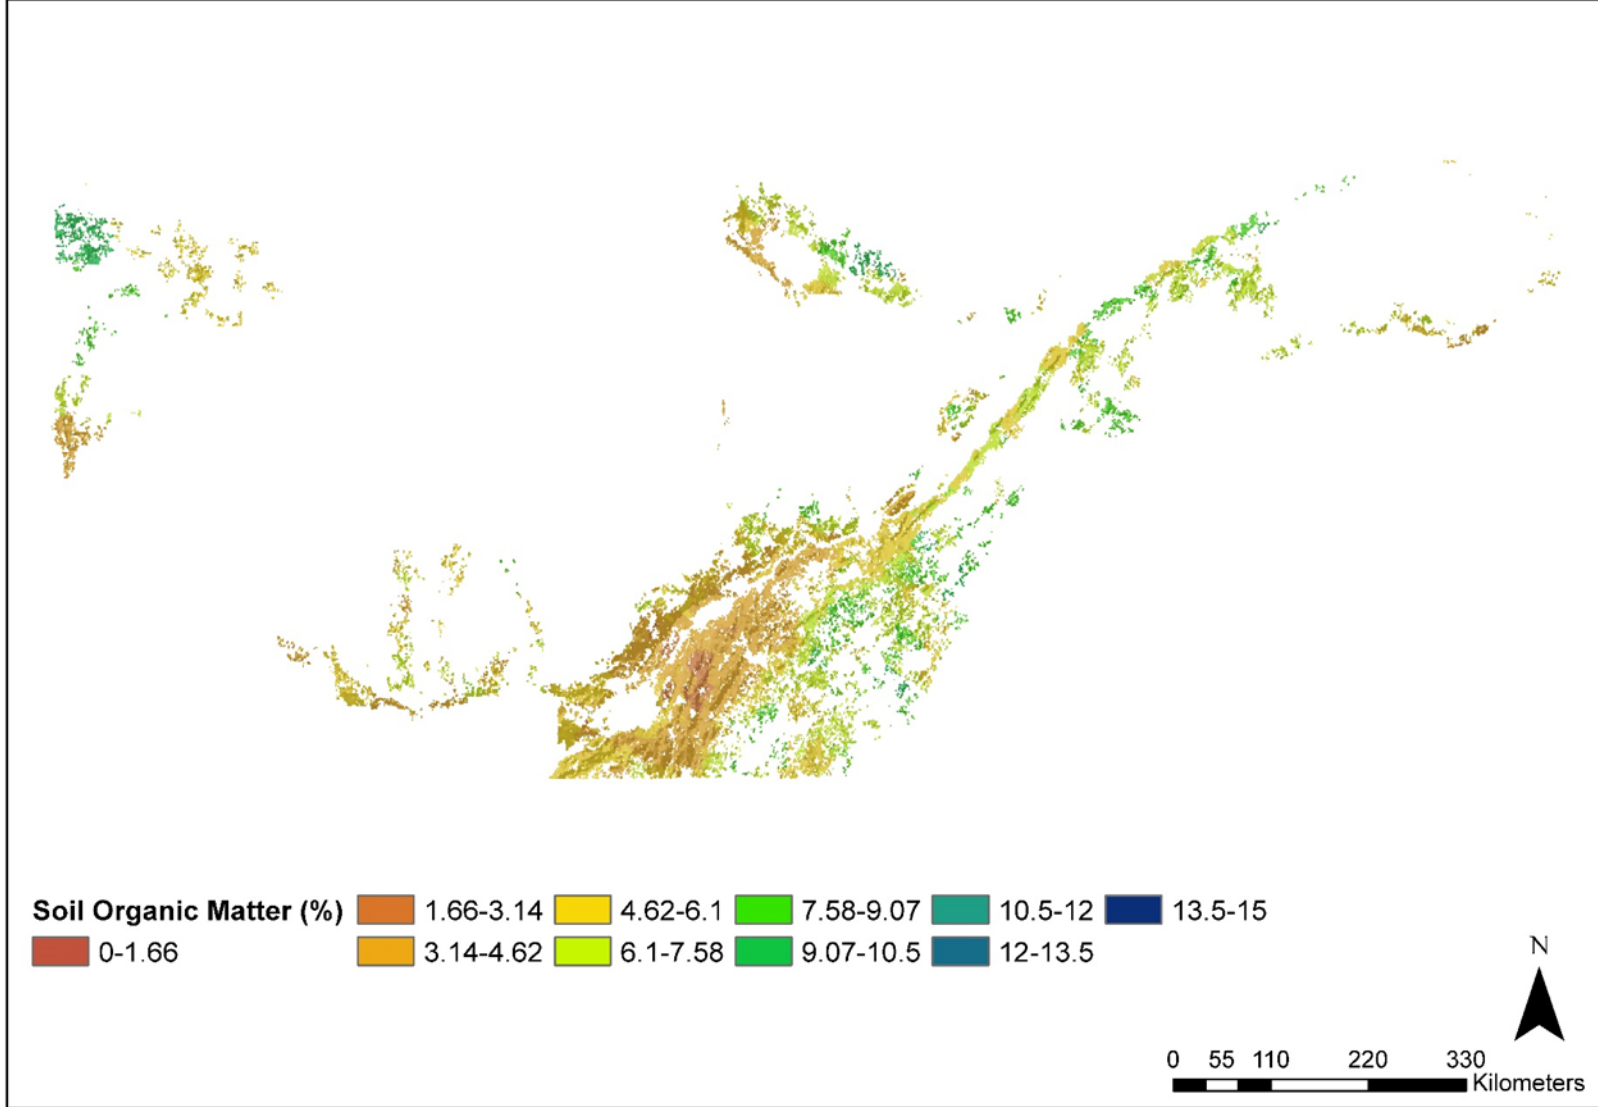 Soil Organic Matter (%) 1.66-3.14 4.62-6.1 7.58-9.07 10.5-12 13.5-15
0-1.66 3.14-4.62 6.1-7.58 9.07-10.5 12-13.5
N
0 55 110 220 330
Kilometers